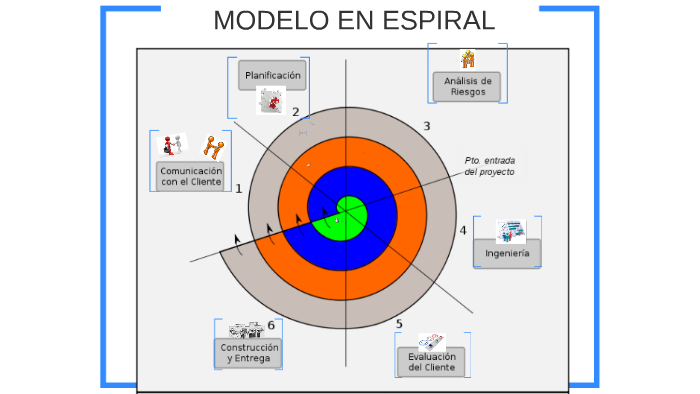 MODELO EN ESPIRAL
Planificación
Análisis de
Riesgos
2
3
Pto. entrada
del proyecto
Comunicación
con el Cliente
1
4
Ingeniería
6
5
Construcción
y Entrega
Evaluación
del Cliente